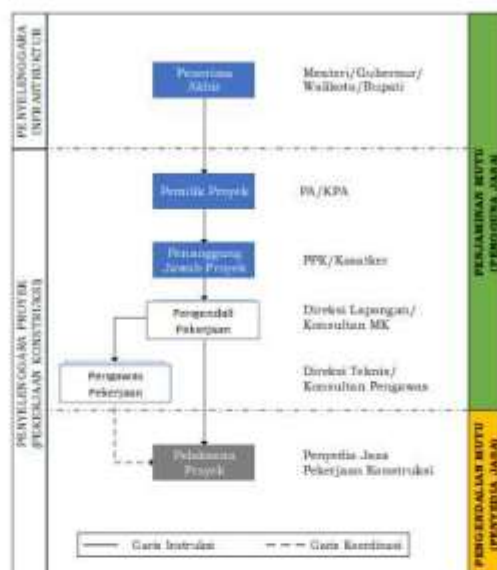 PENYELENGGARA
INFRASTRUKTUR
Penerima
Akhir
Menteri/Gubernur/
Walikota/Bupati
PENYELENGGARA PROYEK
(PEKERJAAN KONSTRUKSI)
Pemilik Proyek
PA/KPA
Penanggung
Jawab Proyek
PPK/Kasatker
Pengendali
Pekerjaan
Direksi Lapangan/
Konsultan MK
Pengawas
Pekerjaan
Direksi Teknis/
Konsultan Pengawas
Pelaksana
Proyek
Penyedia Jasa
Pekerjaan Konstruksi
PENJAMINAN MUTU
(PENGGUNA JASA)
PENGENDALIAN MUTU
(PENYEDIA JASA)
Garis Instruksi
Garis Koordinasi